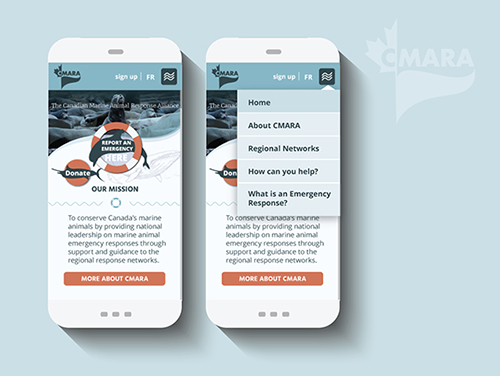 CMARA
sign up | FR
The Canadian Marine Animal Response Alliance
REPORT AN
EMERGENCY
HERE
Donate
OUR MISSION
To conserve Canada's marine
animals by providing national
leadership on marine animal
emergency responses through
support and guidance to the
regional response networks.
MORE ABOUT CMARA
CMARA
sign up | FR
Home
About CMARA
Regional Networks
How can you help?
What is an Emergency
Response?
The Canadian
Donate
To conserve Canada's marine
animals by providing national
leadership on marine animal
emergency responses through
support and guidance to the
regional response networks.
MORE ABOUT CMARA
CMARA